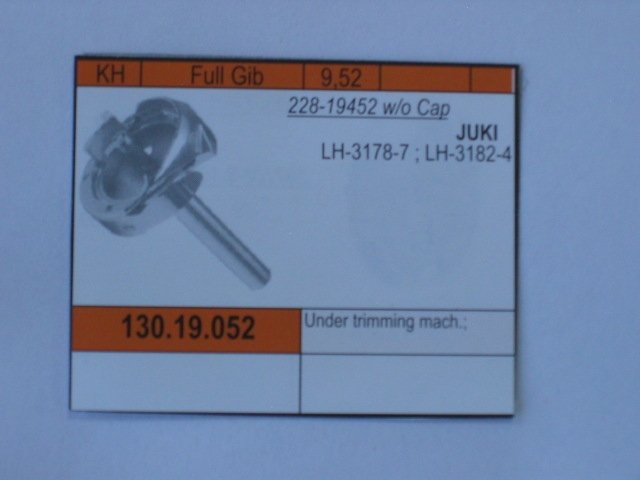 KH Full Gib 9,52
228-19452 w/o Cap
JUKI
LH-3178-7 ; LH-3182-4
130.19.052 Under trimming mach.;